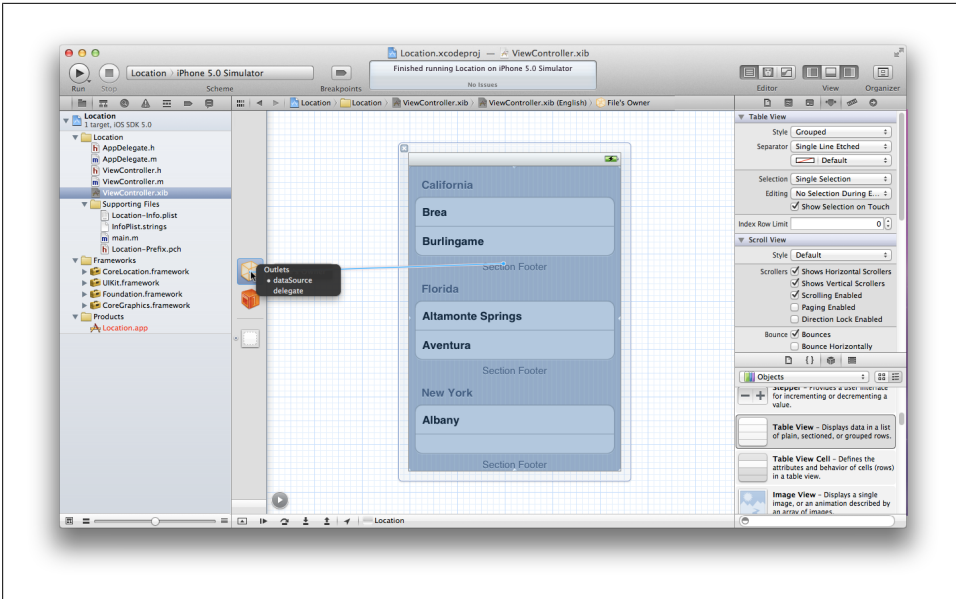 Location.xcodeproj — ViewController.xib
Location
iPhone 5.0 Simulator
Finished running Location on iPhone 5.0 Simulator
No Issues
Run
Stop
Scheme
Breakpoints
Editor
View
Organizer
Location
Location
ViewController.xib
ViewController.xib (English)
File's Owner
Location
1 target, iOS SDK 5.0
Location
AppDelegate.h
AppDelegate.m
ViewController.h
ViewController.m
ViewController.xib
Supporting Files
Location-Info.plist
InfoPlist.strings
main.m
Location-Prefix.pch
Frameworks
CoreLocation.framework
UIKit.framework
Foundation.framework
CoreGraphics.framework
Products
Location.app
Outlets
dataSource
delegate
California
Brea
Burlingame
Section Footer
Florida
Altamonte Springs
Aventura
Section Footer
New York
Albany
Section Footer
Location
Table View
Style Grouped
Separator Single Line Etched
Default
Selection Single Selection
Editing No Selection During E...
Show Selection on Touch
Index Row Limit 0
Scroll View
Style Default
Scrollers Shows Horizontal Scrollers
Shows Vertical Scrollers
Scrolling Enabled
Paging Enabled
Direction Lock Enabled
Bounce Bounces
Bounce Horizontally
Objects
Stepper – Provides a user interface
for incrementing or decrementing a
value.
Table View – Displays data in a list
of plain, sectioned, or grouped rows.
Table View Cell – Defines the
attributes and behavior of cells (rows)
in a table view.
Image View – Displays a single
image, or an animation described by
an array of images.